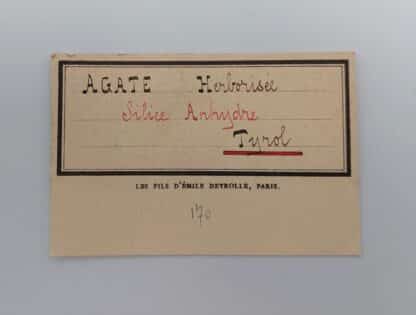 AGATE Herborisée
Silice Anhydre
Tyrol
LES FILS D'ÉMILE DEYROLLE, PARIS.
170